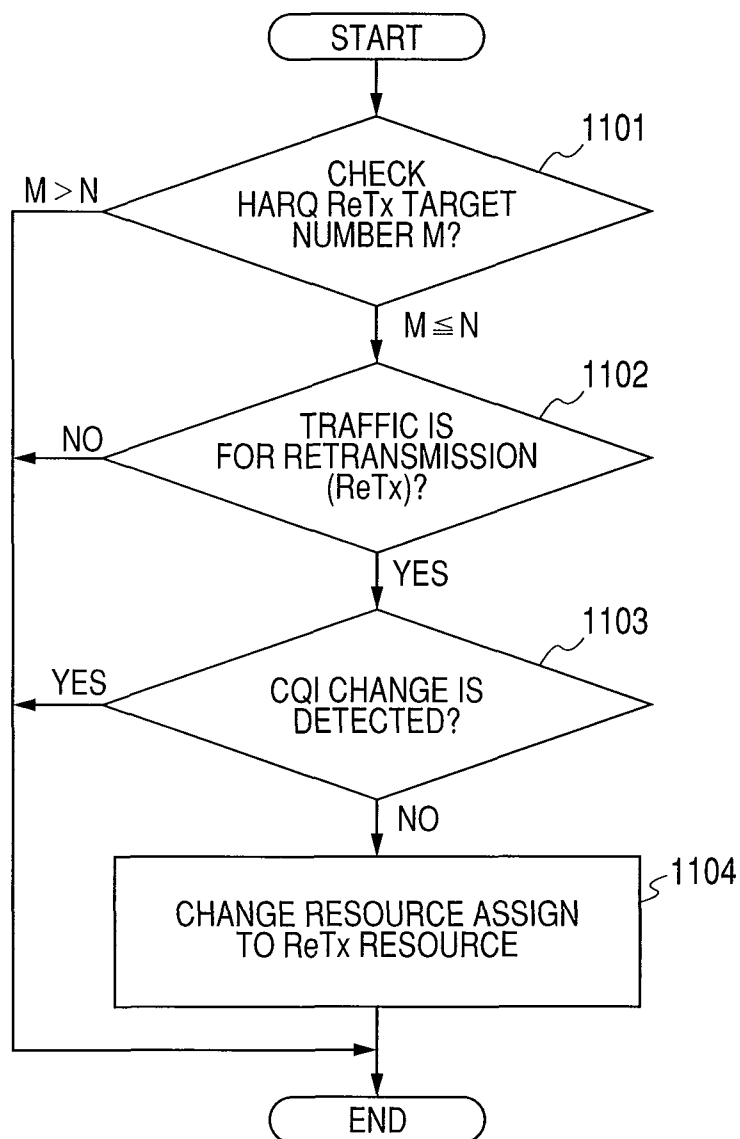 START
1101
CHECK
HARQ ReTx TARGET
NUMBER M?
M > N
M ≦ N
1102
TRAFFIC IS
FOR RETRANSMISSION
(ReTx)?
NO
YES
1103
CQI CHANGE IS
DETECTED?
YES
NO
1104
CHANGE RESOURCE ASSIGN
TO ReTx RESOURCE
END